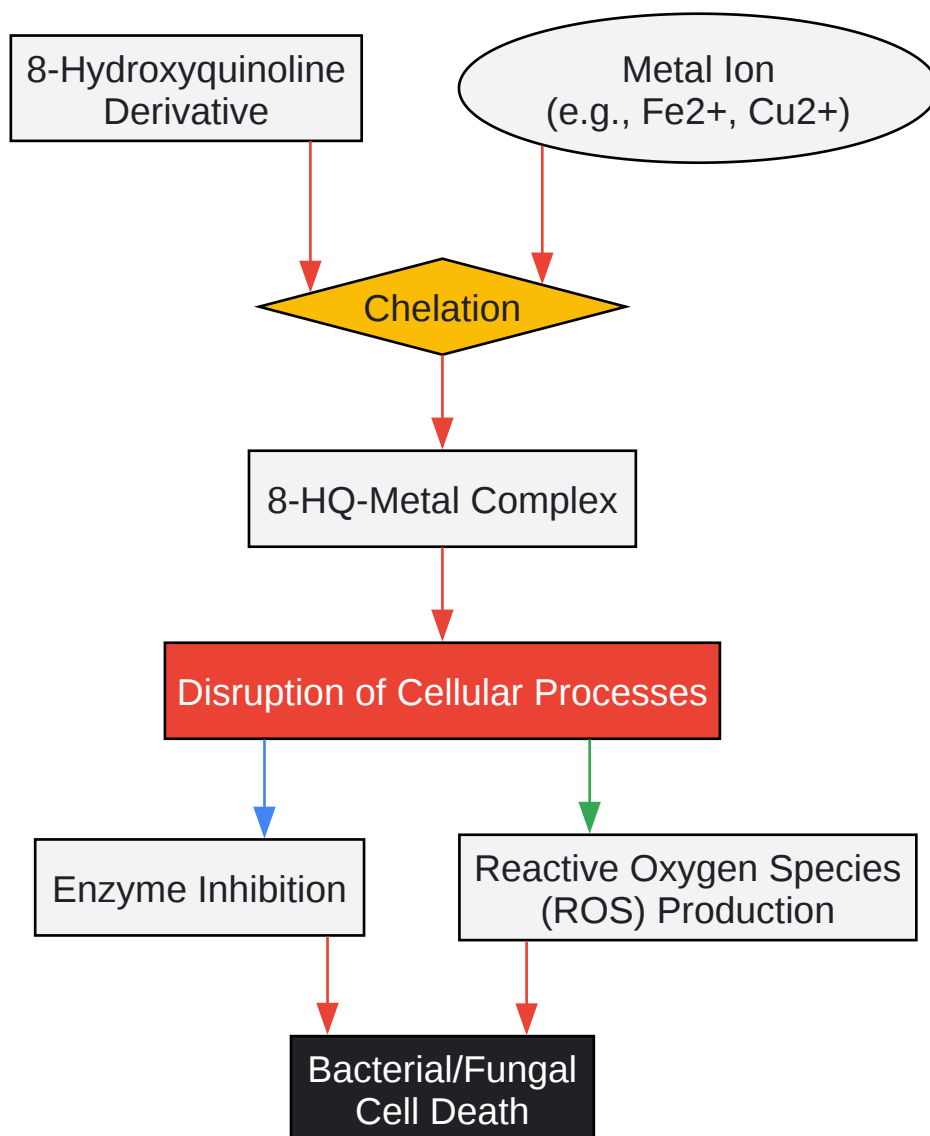 8-Hydroxyquinoline
Derivative
Metal Ion
(e.g., Fe2+, Cu2+)
Chelation
8-HQ-Metal Complex
Disruption of Cellular Processes
Enzyme Inhibition
Reactive Oxygen Species
(ROS) Production
Bacterial/Fungal
Cell Death